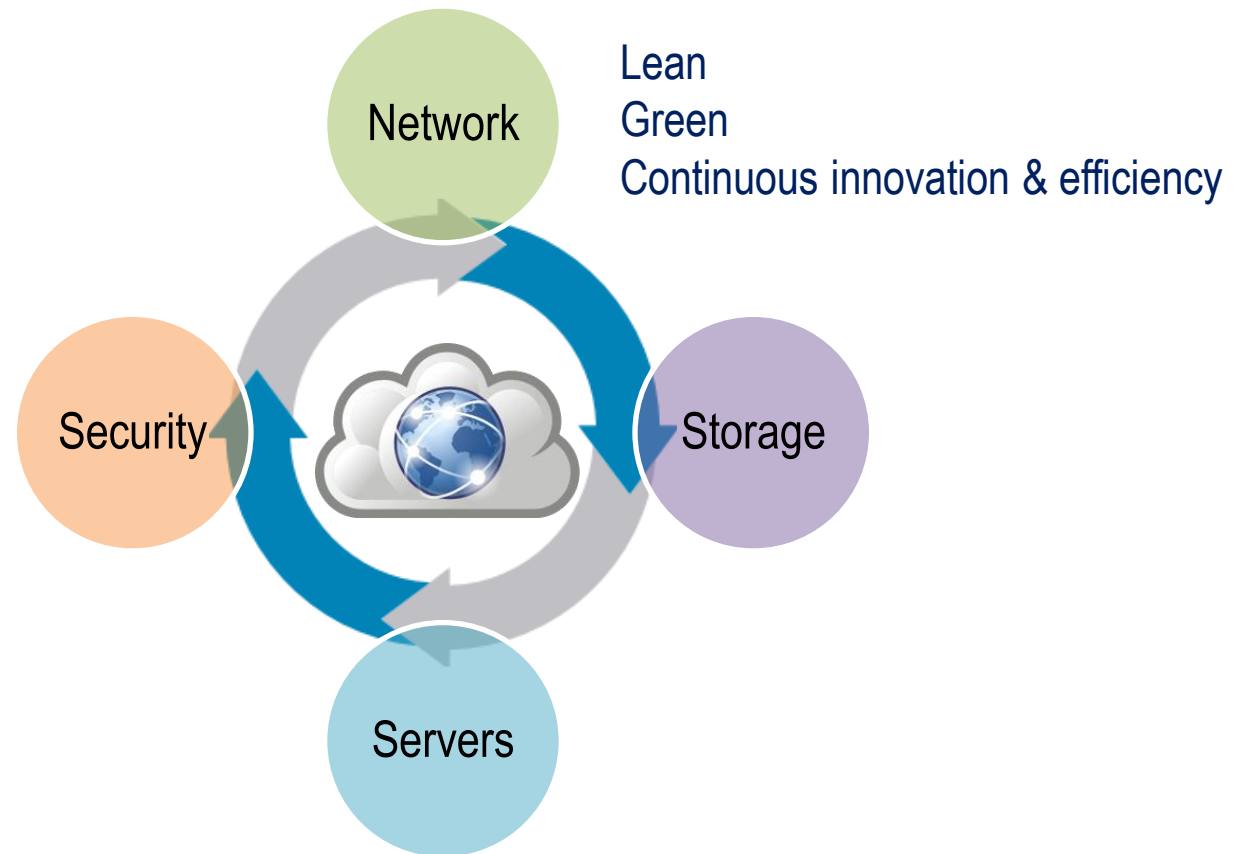 Network
Lean
Green
Continuous innovation & efficiency
Security
Storage
Servers